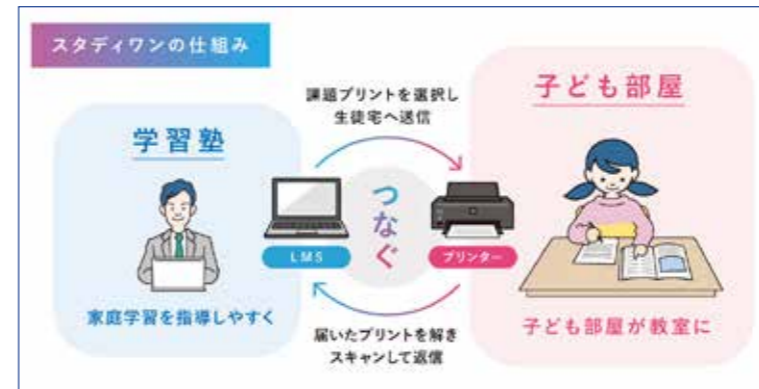 スタディワンの仕組み
課題プリントを選択し
生徒宅へ送信
子ども部屋
学習塾
つなぐ
LMS
プリンター
家庭学習を指導しやすく
届いたプリントを解き
スキャンして返信
子ども部屋が教室に